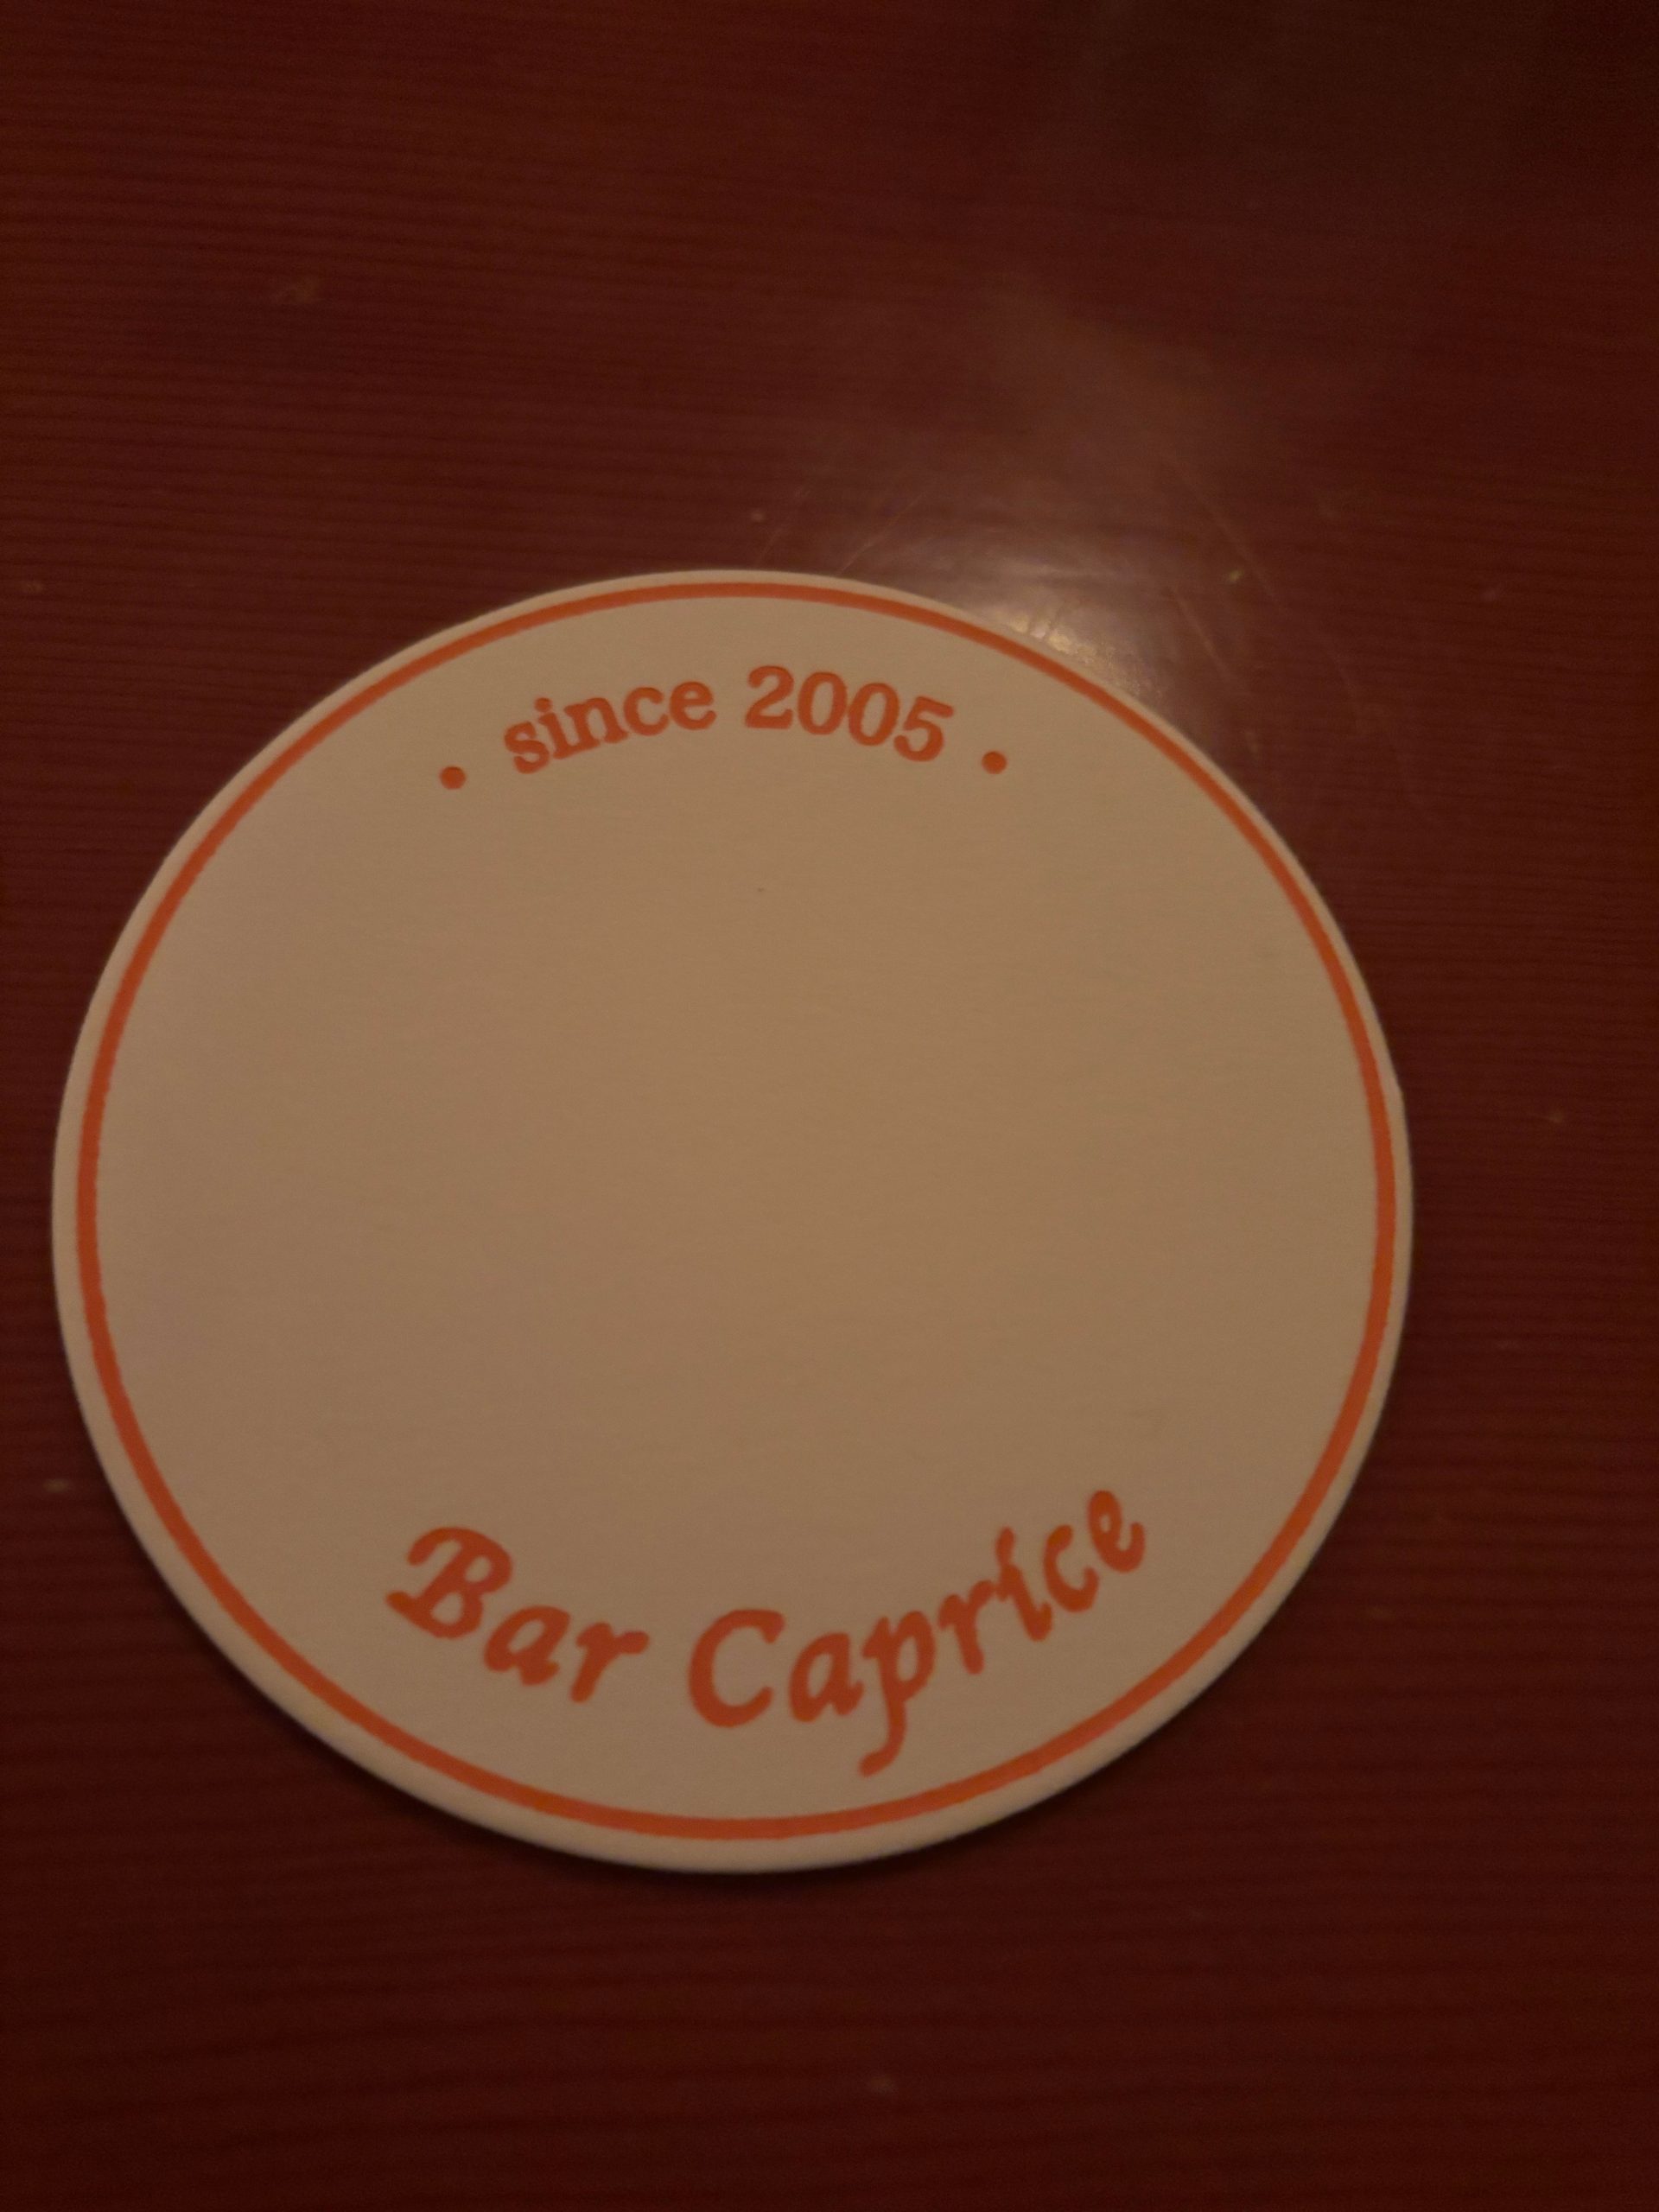 • since 2005 •
Bar Caprice